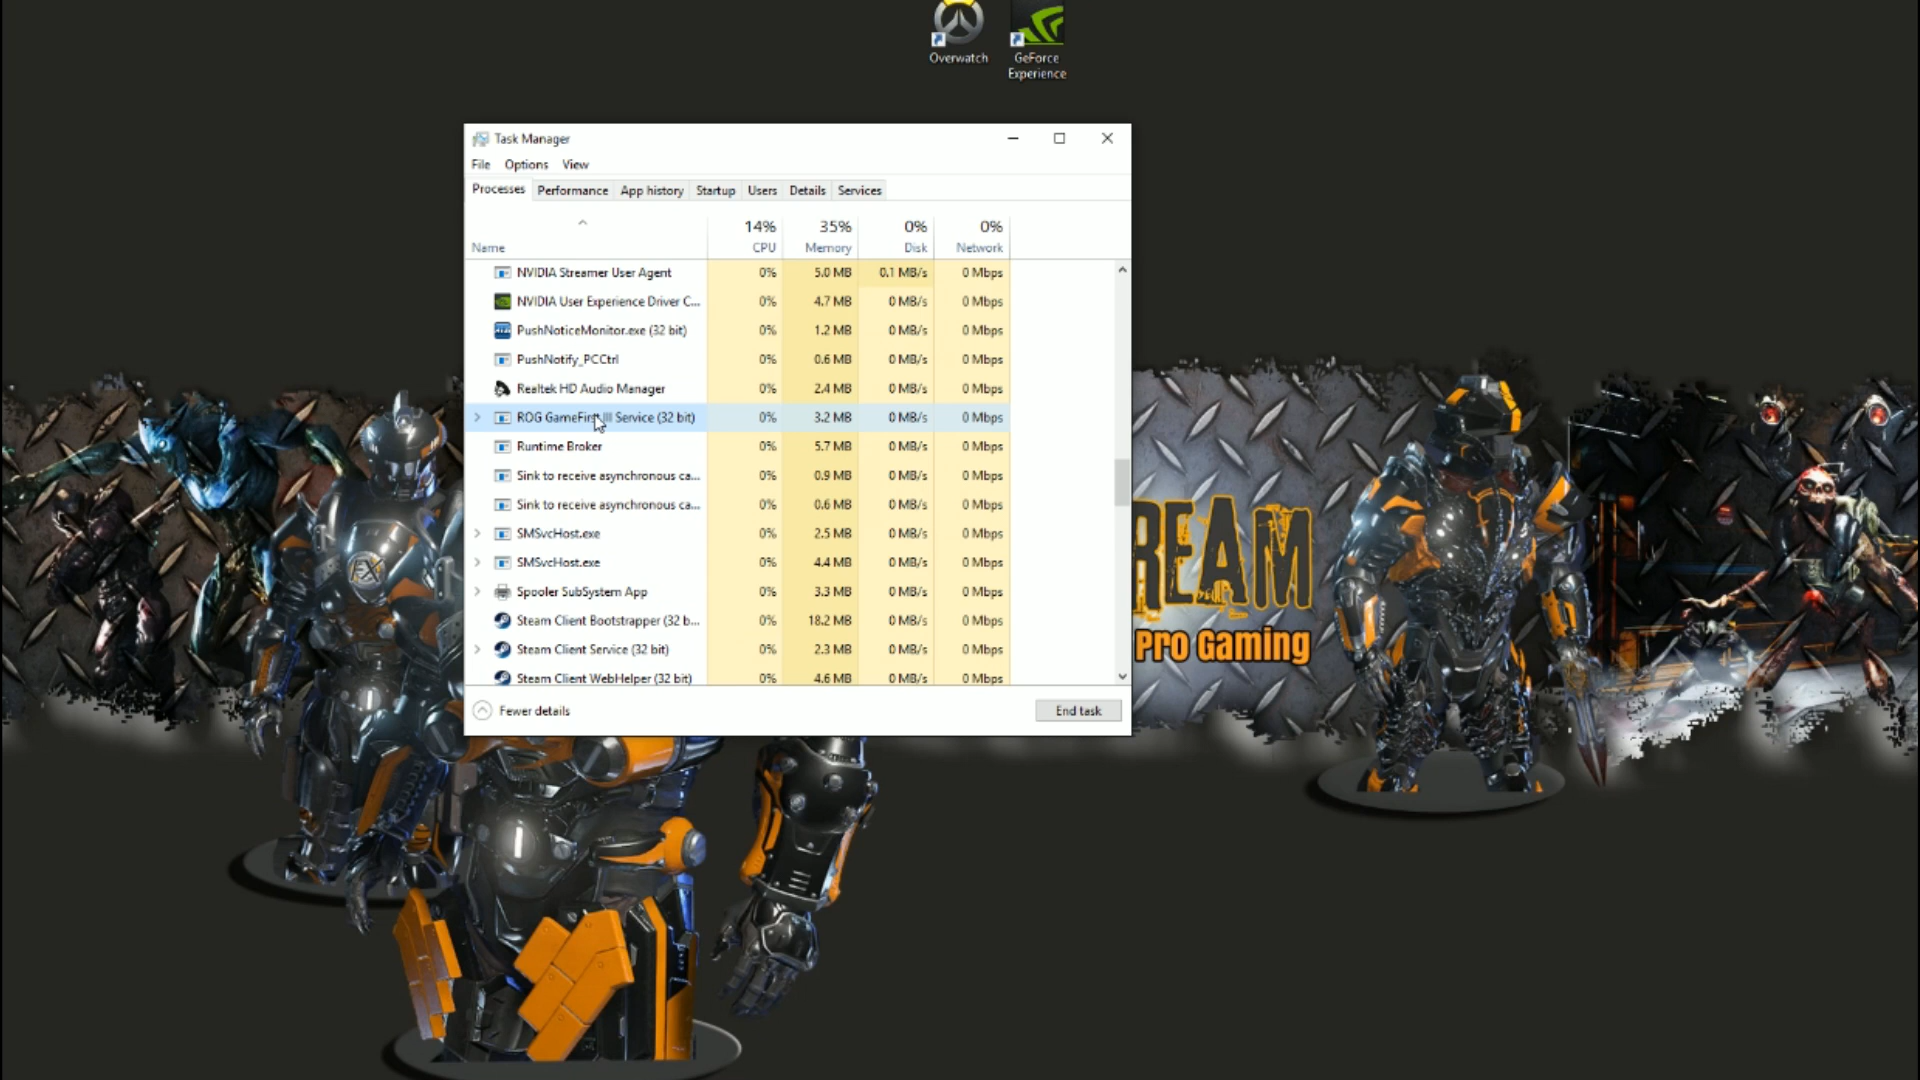 Overwatch
GeForce
Experience
Task Manager
File Options View
Processes Performance App history Startup Users Details Services
14% 35% 0% 0%
Name CPU Memory Disk Network
NVIDIA Streamer User Agent 0% 5.0 MB 0.1 MB/s 0 Mbps
NVIDIA User Experience Driver C... 0% 4.7 MB 0 MB/s 0 Mbps
PushNoticeMonitor.exe (32 bit) 0% 1.2 MB 0 MB/s 0 Mbps
PushNotify_PCCtrl 0% 0.6 MB 0 MB/s 0 Mbps
Realtek HD Audio Manager 0% 2.4 MB 0 MB/s 0 Mbps
ROG GameFirst III Service (32 bit) 0% 3.2 MB 0 MB/s 0 Mbps
Runtime Broker 0% 5.7 MB 0 MB/s 0 Mbps
Sink to receive asynchronous ca... 0% 0.9 MB 0 MB/s 0 Mbps
Sink to receive asynchronous ca... 0% 0.6 MB 0 MB/s 0 Mbps
SMSvcHost.exe 0% 2.5 MB 0 MB/s 0 Mbps
SMSvcHost.exe 0% 4.4 MB 0 MB/s 0 Mbps
Spooler SubSystem App 0% 3.3 MB 0 MB/s 0 Mbps
Steam Client Bootstrapper (32 b... 0% 18.2 MB 0 MB/s 0 Mbps
Steam Client Service (32 bit) 0% 2.3 MB 0 MB/s 0 Mbps
Steam Client WebHelper (32 bit) 0% 4.6 MB 0 MB/s 0 Mbps
Fewer details End task
REAM
Pro Gaming
EX